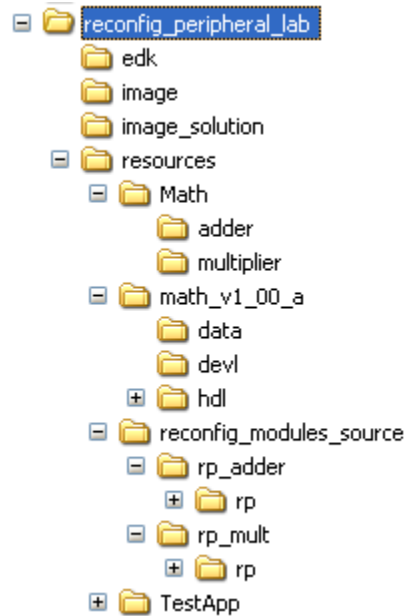 reconfig_peripheral_lab
edk
image
image_solution
resources
Math
adder
multiplier
math_v1_00_a
data
devl
hdl
reconfig_modules_source
rp_adder
rp
rp_mult
rp
TestApp